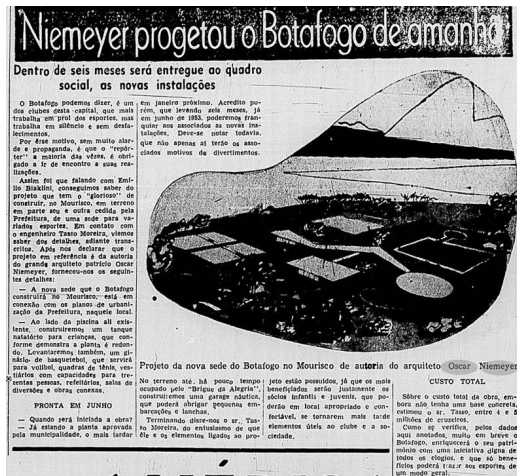 Niemeyer progetou o Botafogo de amanhã
Dentro de seis meses será entregue ao quadro
social, as novas instalações
O Botafogo podemos dizer, é um
dos clubes desta capital, que mais
trabalha em prol dos esportes, mas
trabalha em silêncio e sem desfa-
lecimentos.
Por êrse motivo, sem muito alar-
de e propaganda, é que o "repór-
ter" a maioria das vêzes, é obri-
gado a ir de encontro a suas rea-
lizações.
Assim foi que falando com Emi-
lio Biaklini, conseguimos saber do
projeto que tem o "glorioso" de
construir, no Mourisco, em terreno
em parte seu e outra cedida pela
Prefeitura, de uma sede para va-
riados esportes. Em contato com
o engenheiro Tasto Moreira, viemos
saber dos detalhes, adiante trans-
critos. Após nos declarar que o
projeto em referência é da autoria
do grande arquiteto patrício Oscar
Niemeyer, forneceu-nos os seguin-
tes detalhes:
— A nova sede que o Botafogo
construirá no Mourisco, está em
conexão com os planos de urbani-
zação da Prefeitura, naquele local.
— Ao lado da piscina ali exis-
tente, construiremos um tanque
natatório para crianças, que con-
forme demonstra a planta é redon-
do. Levantaremos também, um gi-
násio de basquetebol, que servirá
para volibol, quadras de tênis, ves-
tiários com capacidades para tre-
zentas pessoas, refeitórios, salas de
diversões e obras conexas.
PRONTA EM JUNHO
— Quando será iniciada a obra?
— Já estando a planta aprovada
pela municipalidade, o mais tardar
em janeiro próximo. Acredito po-
rém, que levando seis meses, já
em junho de 1953, poderemos fran-
quiar aos associados as novas ins-
talações. Deve-se notar todavia,
que não apenas aí terão os asso-
ciados motivos de divertimentos.
Projeto da nova sede do Botafogo no Mourisco de autoria do arquiteto Oscar Niemeyer
No terreno até. há pouco tempo
ocupado pelo "Brigue da Alegria",
construiremos uma garage náutica,
que poderá abrigar pequenas em-
barcações e lanchas.
Terminando disse-nos o sr. Tas-
so Moreira, do entusiasmo de que
êle e os elementos ligados ao pro-
jeto estão possuídos, já que os mais
beneficiados serão justamente os
sócios infantis e juvenis, que po-
derão em local apropriado e con-
fortável, se tornarem mais tarde
elementos úteis ao clube e a so-
ciedade.
CUSTO TOTAL
Sôbre o custo total da obra, em-
bora não tenha uma base concreta,
estimou o sr. Tasso, entre 4 e 5
milhões de cruzeiros.
Como se verifica, pelos dados
aqui anotados, muito em breve o
Botafogo, enriquecerá o seu patri-
mônio com uma iniciativa digna de
todos os elogios, e que só bene-
fícios poderá trazer aos esportes de
um modo geral.